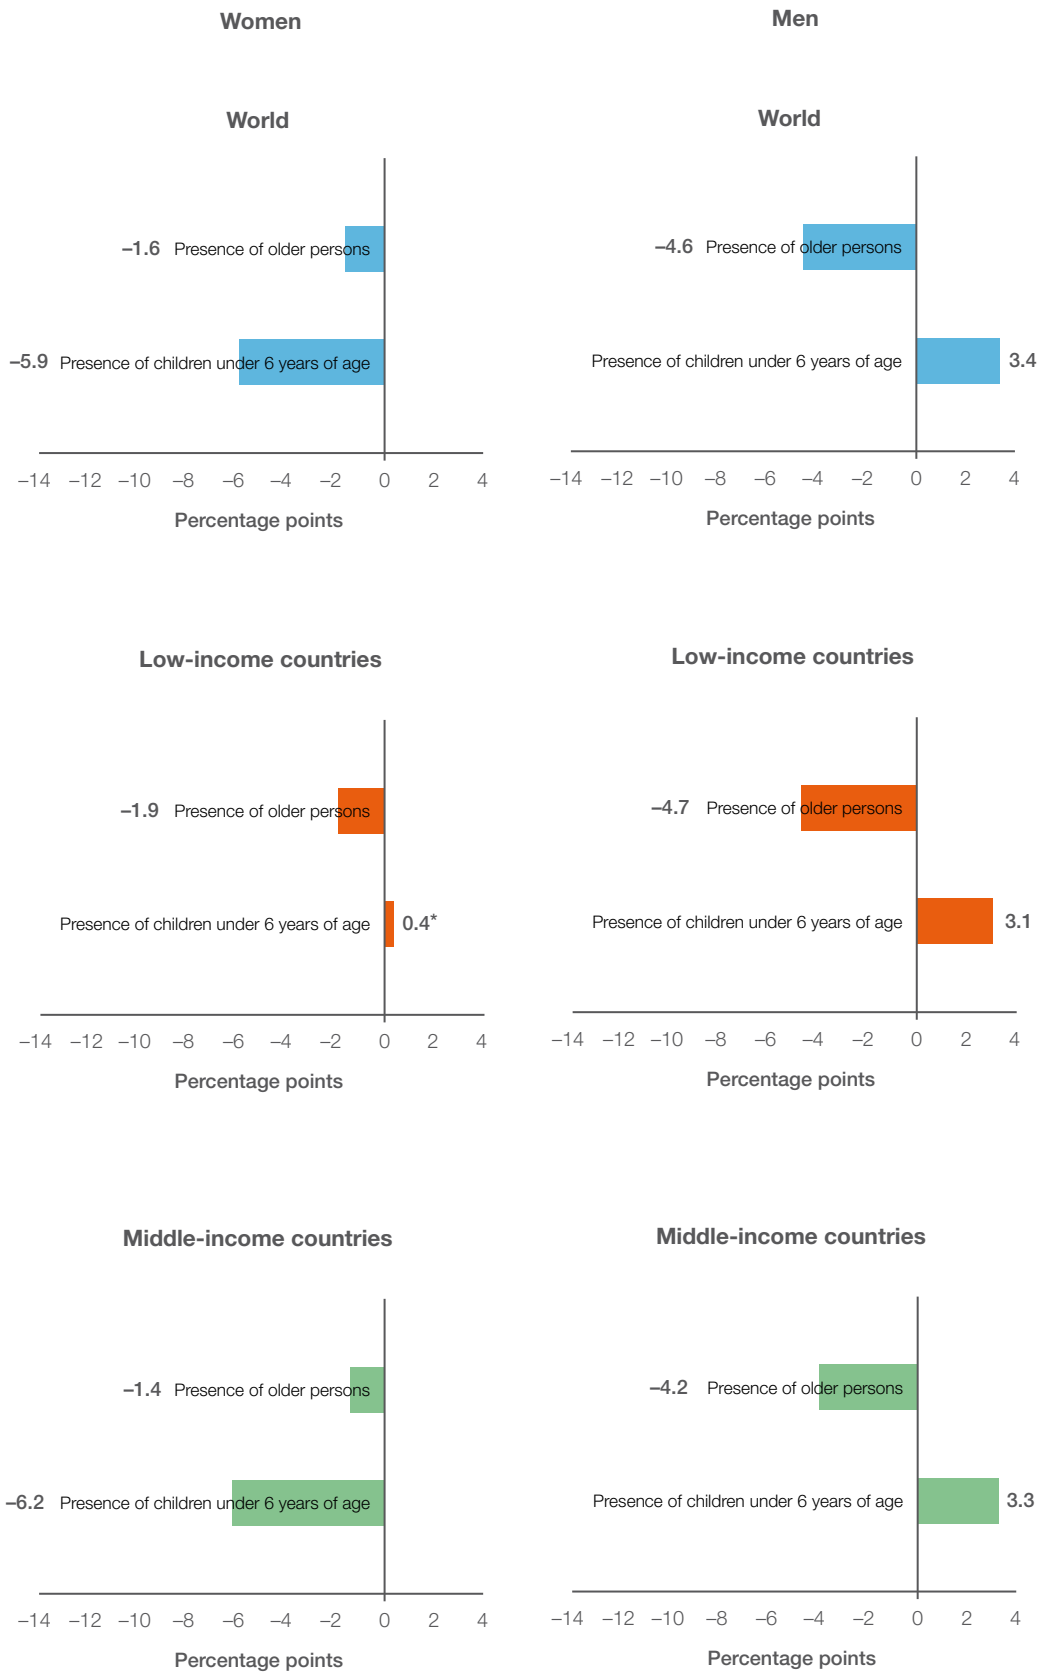 Women
Men
World
World
–1.6 Presence of older persons
–5.9 Presence of children under 6 years of age
–14 –12 –10 –8 –6 –4 –2 0 2 4
Percentage points
–4.6 Presence of older persons
Presence of children under 6 years of age 3.4
–14 –12 –10 –8 –6 –4 –2 0 2 4
Percentage points
Low-income countries
Low-income countries
–1.9 Presence of older persons
Presence of children under 6 years of age 0.4*
–14 –12 –10 –8 –6 –4 –2 0 2 4
Percentage points
–4.7 Presence of older persons
Presence of children under 6 years of age 3.1
–14 –12 –10 –8 –6 –4 –2 0 2 4
Percentage points
Middle-income countries
Middle-income countries
–1.4 Presence of older persons
–6.2 Presence of children under 6 years of age
–14 –12 –10 –8 –6 –4 –2 0 2 4
Percentage points
–4.2 Presence of older persons
Presence of children under 6 years of age 3.3
–14 –12 –10 –8 –6 –4 –2 0 2 4
Percentage points